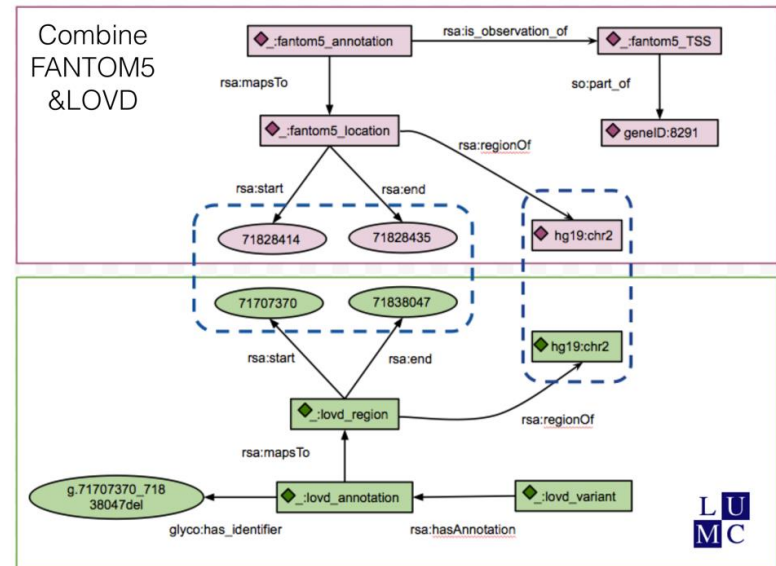 Combine
FANTOM5
&LOVD
_:fantom5_annotation
rsa:is_observation_of
_:fantom5_TSS
rsa:mapsTo
so:part_of
_:fantom5_location
geneID:8291
rsa:regionOf
rsa:start
rsa:end
71828414
71828435
hg19:chr2
71707370
71838047
hg19:chr2
rsa:start
rsa:end
_:lovd_region
rsa:regionOf
rsa:mapsTo
g.71707370_718
38047del
_:lovd_annotation
_:lovd_variant
glyco:has_identifier
rsa:hasAnnotation
L U
M C